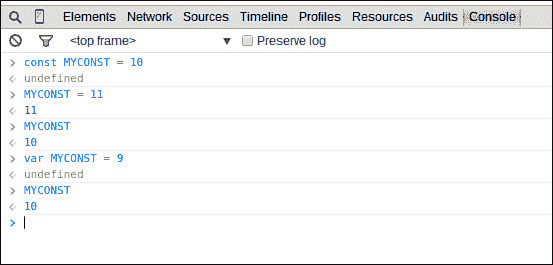 Elements Network Sources Timeline Profiles Resources Audits Console
<top frame> ▼ Preserve log
> const MYCONST = 10
< undefined
> MYCONST = 11
< 11
> MYCONST
< 10
> var MYCONST = 9
< undefined
> MYCONST
< 10
>